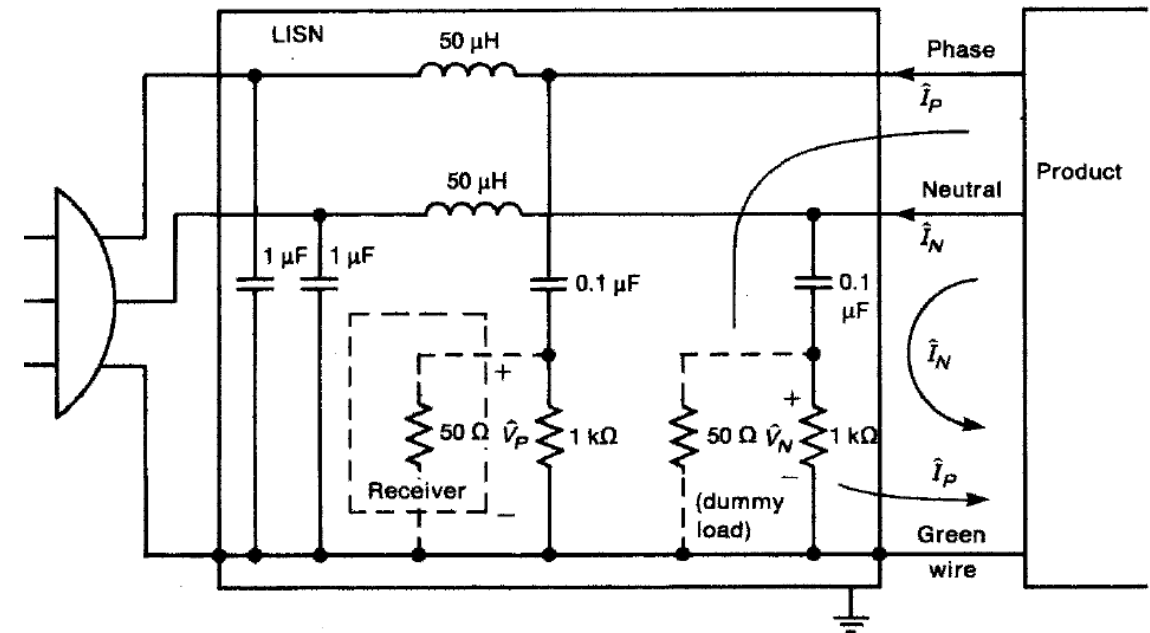 LISN
50 μH
Phase
Î_P
50 μH
Neutral
Î_N
Product
1 μF
1 μF
0.1 μF
0.1
μF
Î_N
+
50 Ω
V̂_P
1 kΩ
Receiver
−
+
50 Ω
V̂_N
1 kΩ
−
(dummy
load)
Î_P
Green
wire